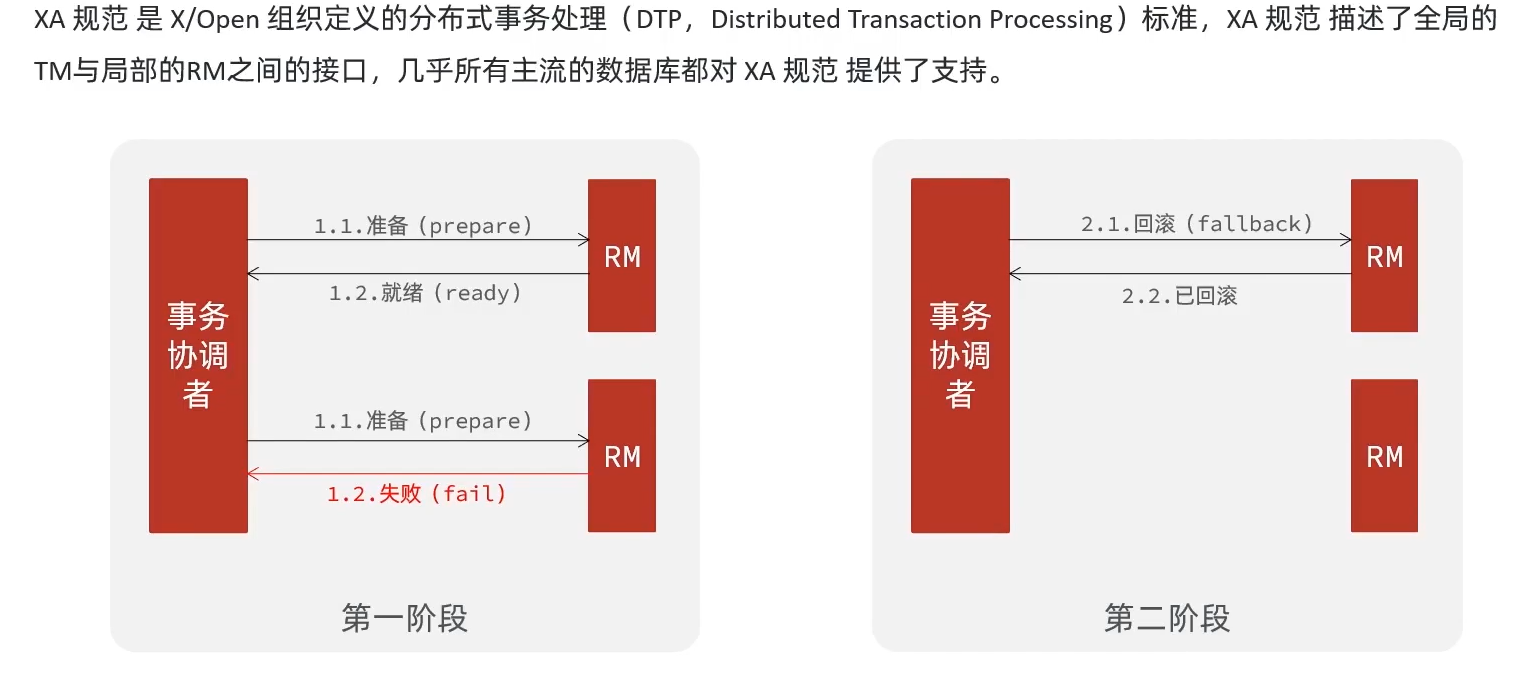 XA 规范 是 X/Open 组织定义的分布式事务处理（DTP，Distributed Transaction Processing）标准，XA 规范 描述了全局的
TM与局部的RM之间的接口，几乎所有主流的数据库都对 XA 规范 提供了支持。
事务
协调
者
1.1.准备（prepare）
1.2.就绪（ready）
RM
1.1.准备（prepare）
1.2.失败（fail）
RM
第一阶段
事务
协调
者
2.1.回滚（fallback）
2.2.已回滚
RM
RM
第二阶段